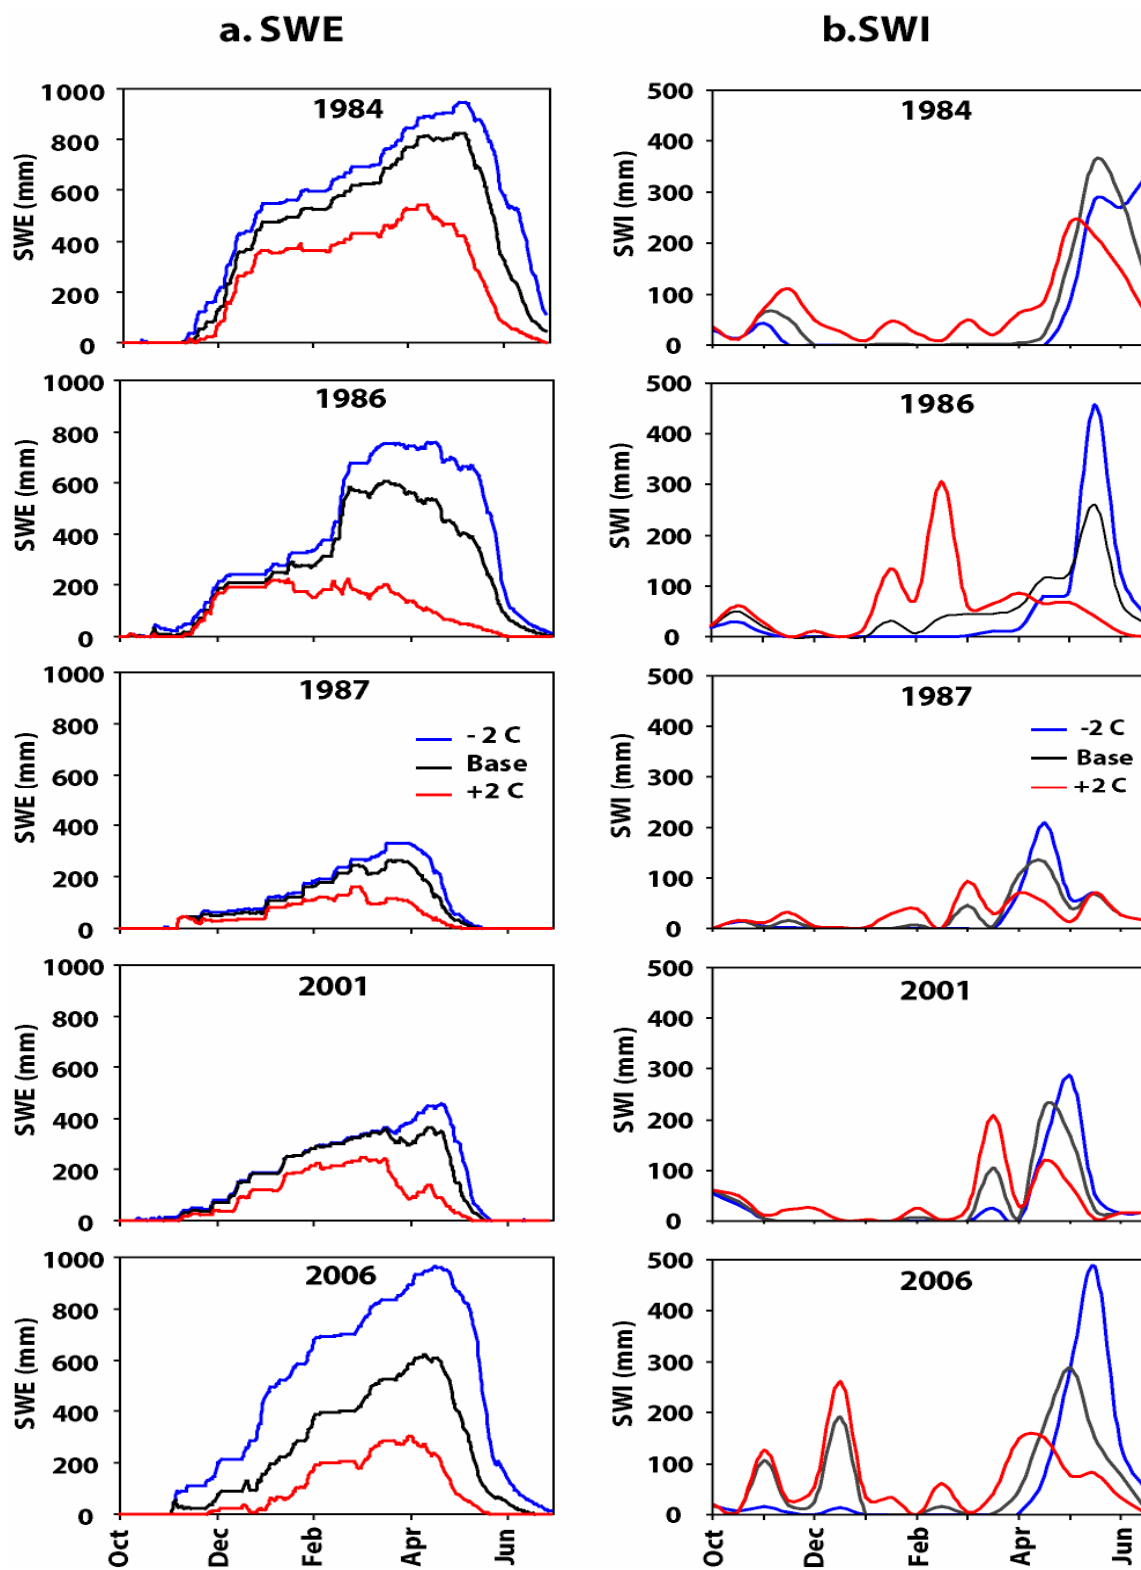 a. SWE
b.SWI
1000
800
600
400
200
0
SWE (mm)
1984
500
400
300
200
100
0
SWI (mm)
1984
1000
800
600
400
200
0
SWE (mm)
1986
500
400
300
200
100
0
SWI (mm)
1986
1000
800
600
400
200
0
SWE (mm)
1987
- 2 C
Base
+2 C
500
400
300
200
100
0
SWI (mm)
1987
-2 C
Base
+2 C
1000
800
600
400
200
0
SWE (mm)
2001
500
400
300
200
100
0
SWI (mm)
2001
1000
800
600
400
200
0
SWE (mm)
2006
Oct
Dec
Feb
Apr
Jun
500
400
300
200
100
0
SWI (mm)
2006
Oct
Dec
Feb
Apr
Jun